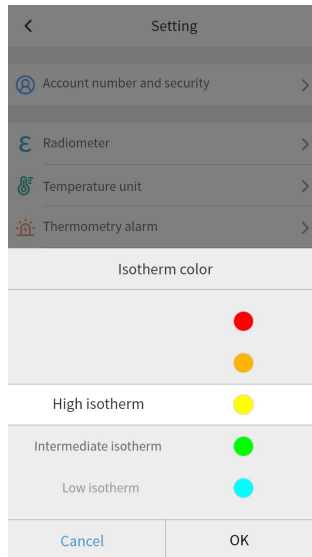 Setting
Account number and security
Radiometer
Temperature unit
Thermometry alarm
Isotherm color
High isotherm
Intermediate isotherm
Low isotherm
Cancel OK